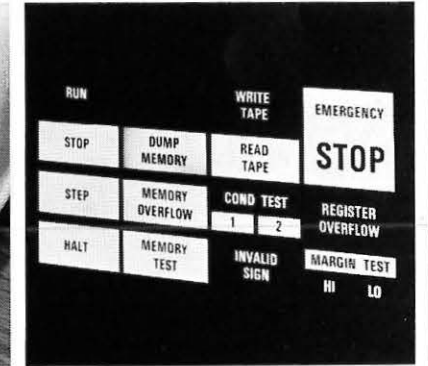 RUN
WRITE
TAPE
EMERGENCY
STOP
STOP
DUMP
MEMORY
READ
TAPE
STEP
MEMORY
OVERFLOW
COND TEST
1 2
REGISTER
OVERFLOW
HALT
MEMORY
TEST
INVALID
SIGN
MARGIN TEST
HI LO